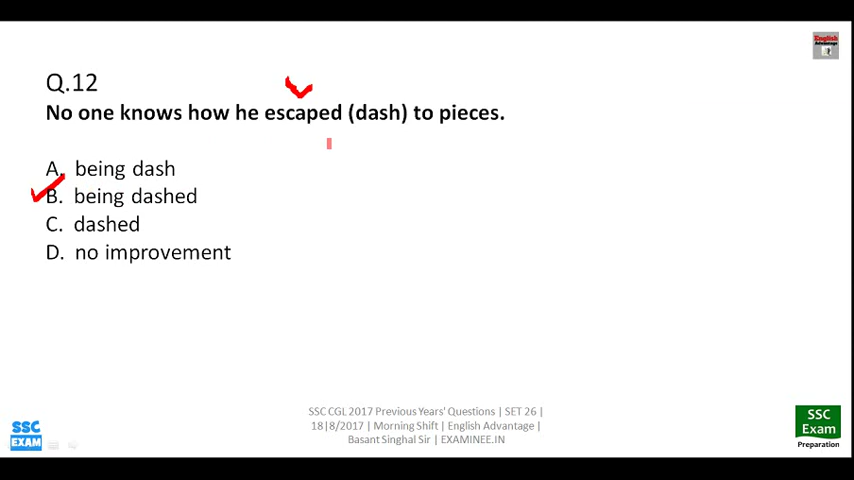 English
Advantage
Q.12
No one knows how he escaped (dash) to pieces.
A. being dash
B. being dashed
C. dashed
D. no improvement
SSC CGL 2017 Previous Years' Questions | SET 26 |
18|8/2017 | Morning Shift | English Advantage |
Basant Singhal Sir | EXAMINEE.IN
SSC
EXAM
SSC
Exam
Preparation